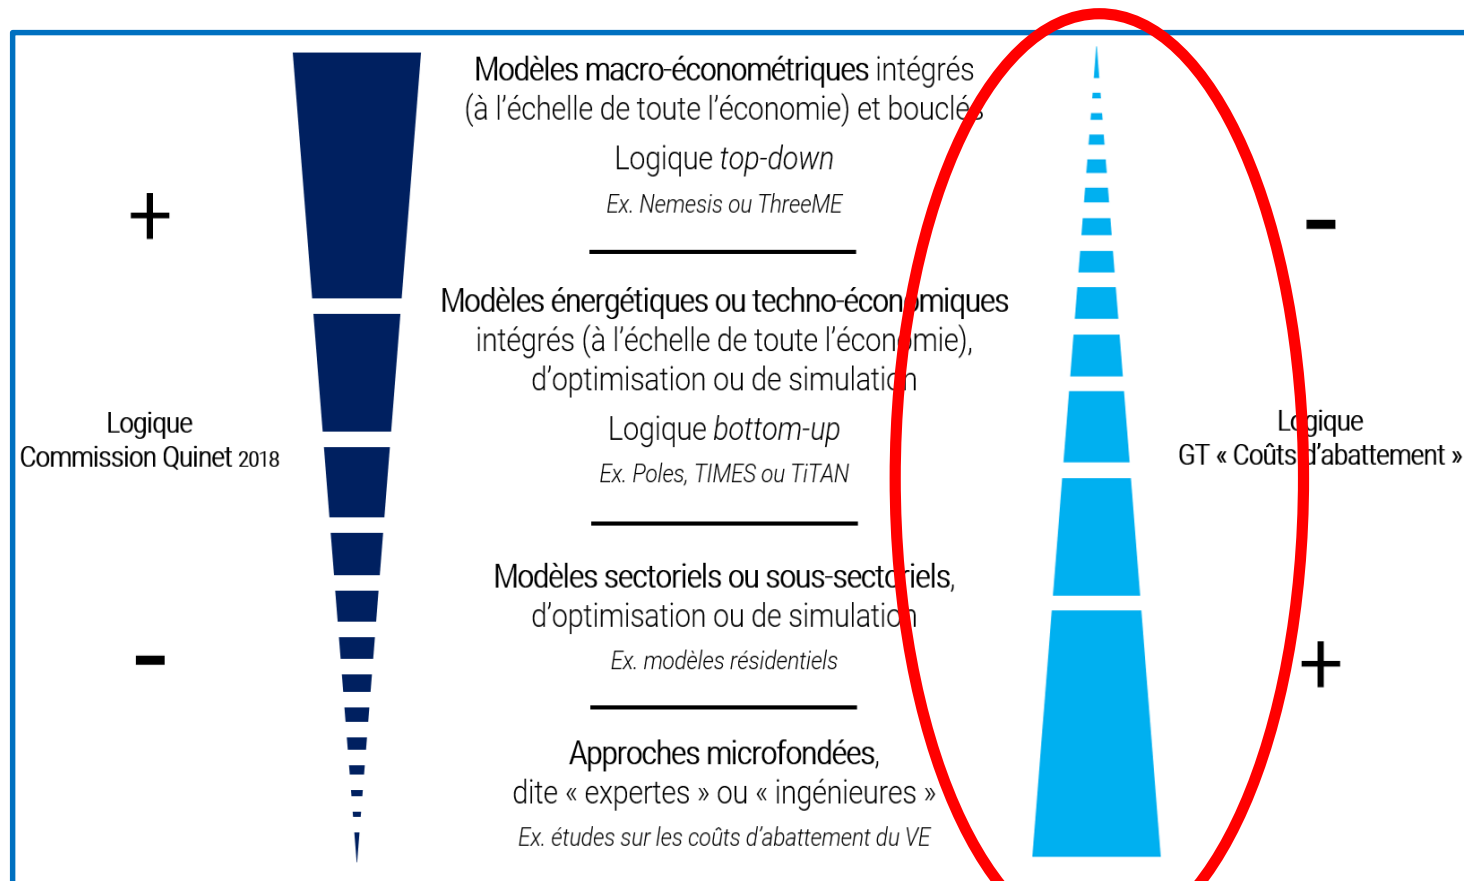 Modèles macro-économétriques intégrés
(à l'échelle de toute l'économie) et bouclés
Logique top-down
Ex. Nemesis ou ThreeME
+
-
Modèles énergétiques ou techno-économiques
intégrés (à l'échelle de toute l'économie),
d'optimisation ou de simulation
Logique bottom-up
Ex. Poles, TIMES ou TiTAN
Logique
Commission Quinet 2018
Logique
GT « Coûts d'abattement »
Modèles sectoriels ou sous-sectoriels,
d'optimisation ou de simulation
Ex. modèles résidentiels
-
+
Approches microfondées,
dite « expertes » ou « ingénieures »
Ex. études sur les coûts d'abattement du VE